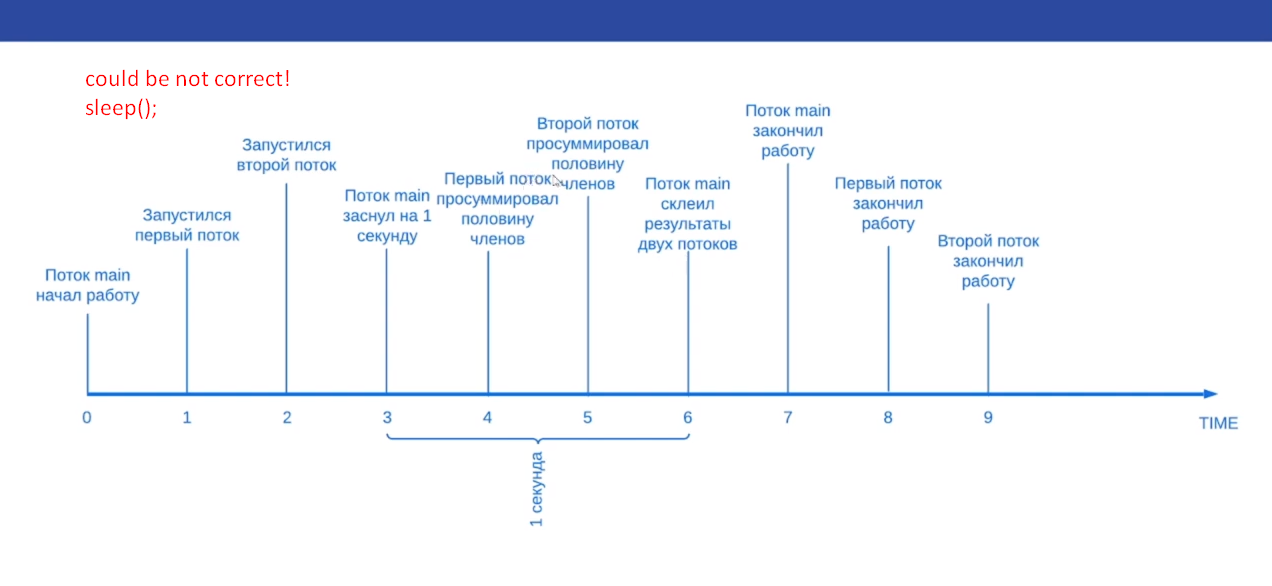 could be not correct!
sleep();
Поток main
начал работу
Запустился
первый поток
Запустился
второй поток
Поток main
заснул на 1
секунду
Первый поток
просуммировал
половину
членов
Второй поток
просуммировал
половину
членов
Поток main
склеил
результаты
двух потоков
Поток main
закончил
работу
Первый поток
закончил
работу
Второй поток
закончил
работу
0 1 2 3 4 5 6 7 8 9
TIME
1 секунда